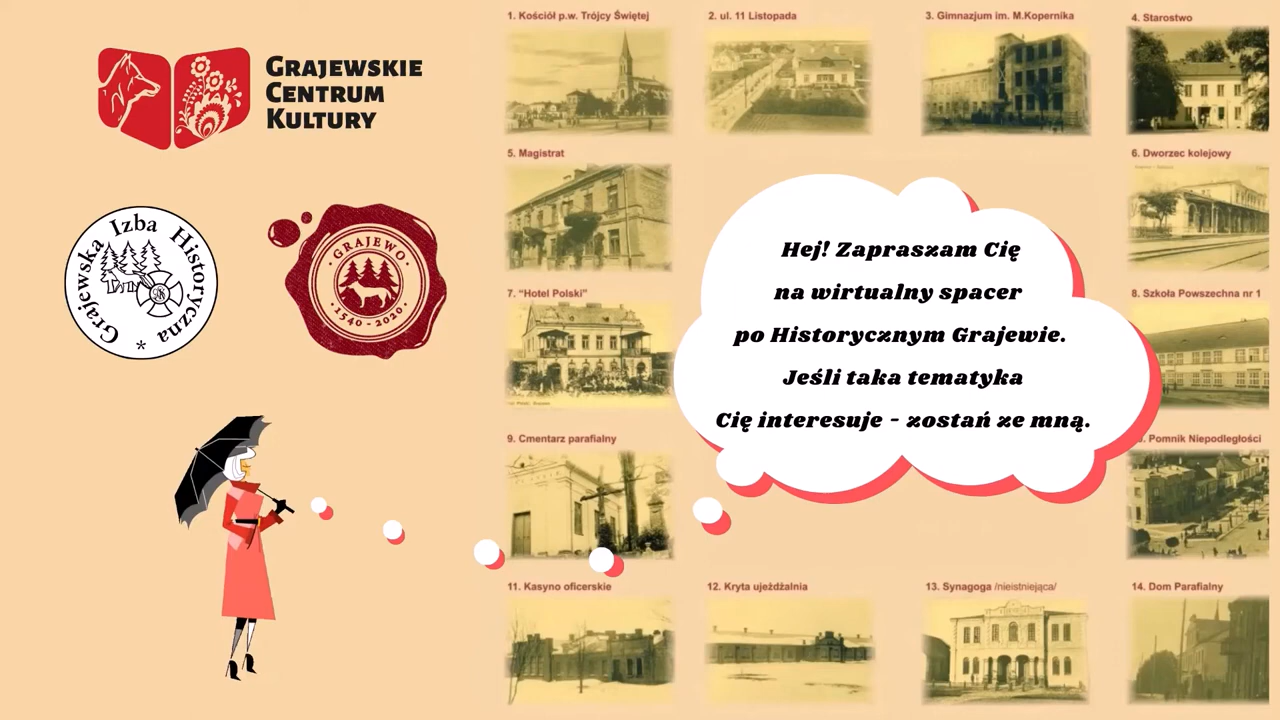 GRAJEWSKIE
CENTRUM
KULTURY
Grajewska Izba Historyczna *
GRAJEWO
1540 - 2020
1. Kościół p.w. Trójcy Świętej
2. ul. 11 Listopada
3. Gimnazjum im. M.Kopernika
4. Starostwo
5. Magistrat
6. Dworzec kolejowy
7. "Hotel Polski"
8. Szkoła Powszechna nr 1
Hej! Zapraszam Cię
na wirtualny spacer
po Historycznym Grajewie.
Jeśli taka tematyka
Cię interesuje - zostań ze mną.
9. Cmentarz parafialny
Pomnik Niepodległości
11. Kasyno oficerskie
12. Kryta ujeżdżalnia
13. Synagoga /nieistniejąca/
14. Dom Parafialny